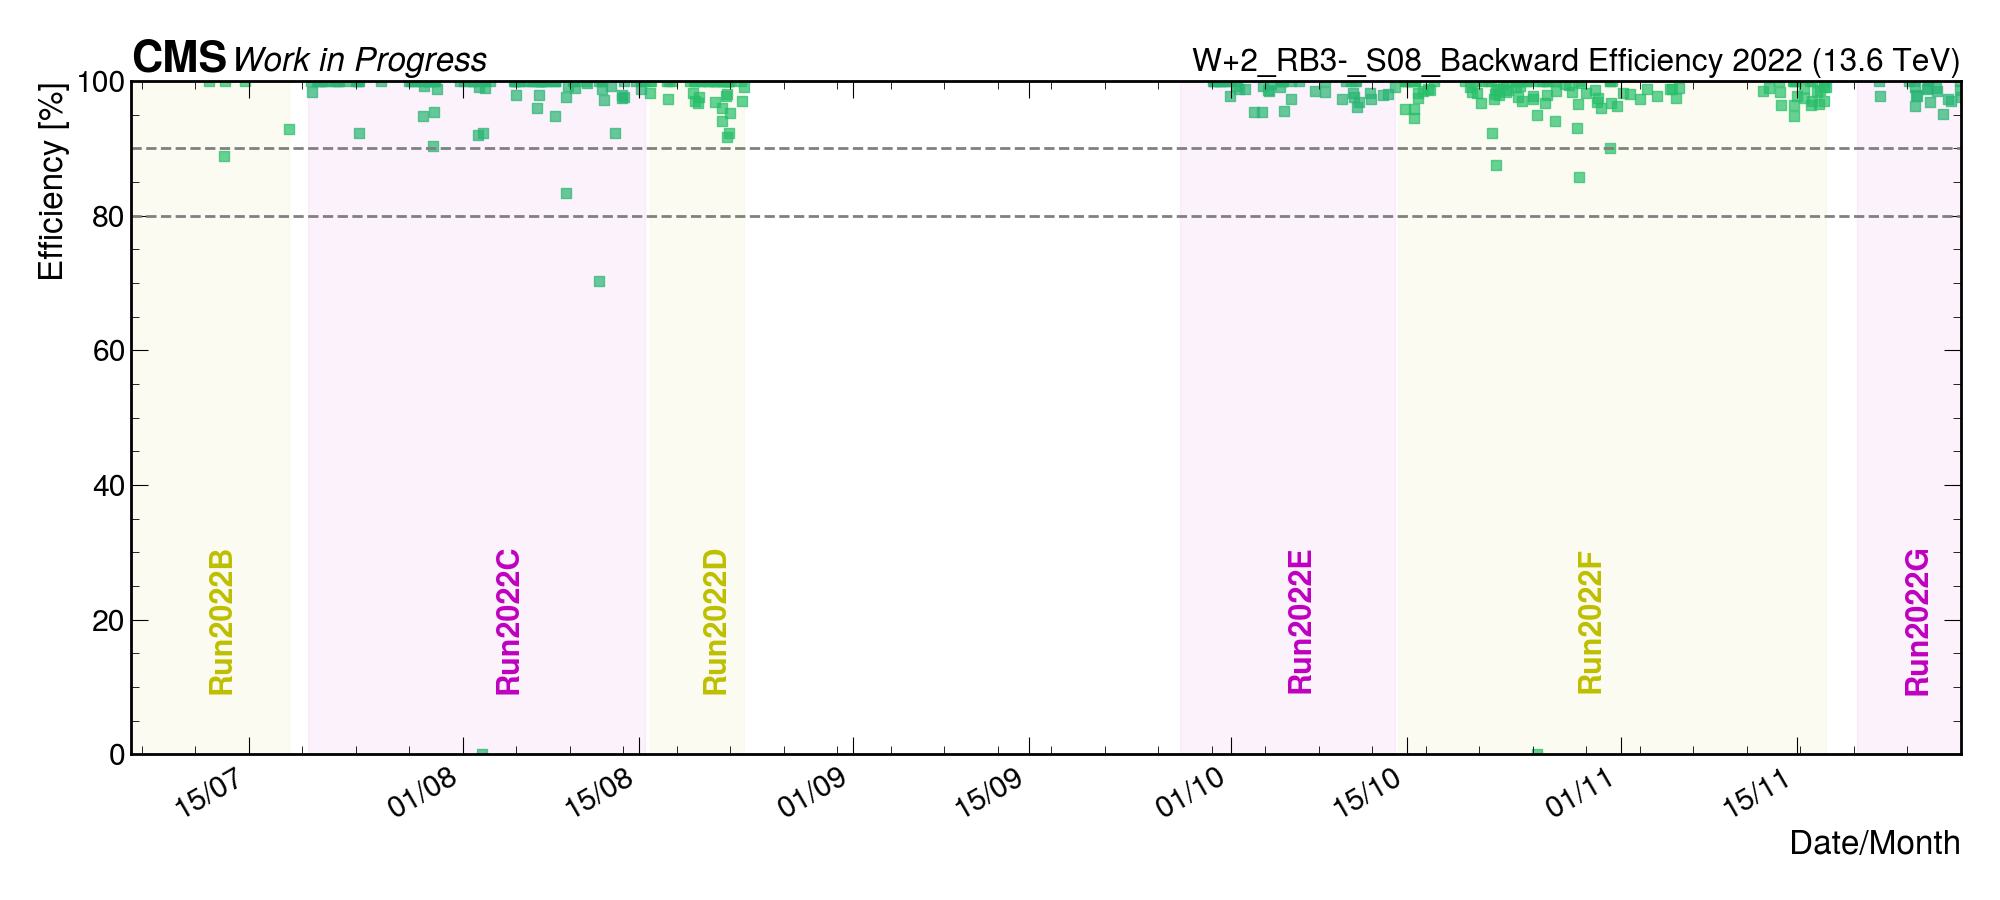 CMS Work in Progress
W+2_RB3-_S08_Backward Efficiency 2022 (13.6 TeV)
Efficiency [%]
100
80
60
40
20
0
Run2022B
Run2022C
Run2022D
Run2022E
Run2022F
Run2022G
15/07
01/08
15/08
01/09
15/09
01/10
15/10
01/11
15/11
Date/Month